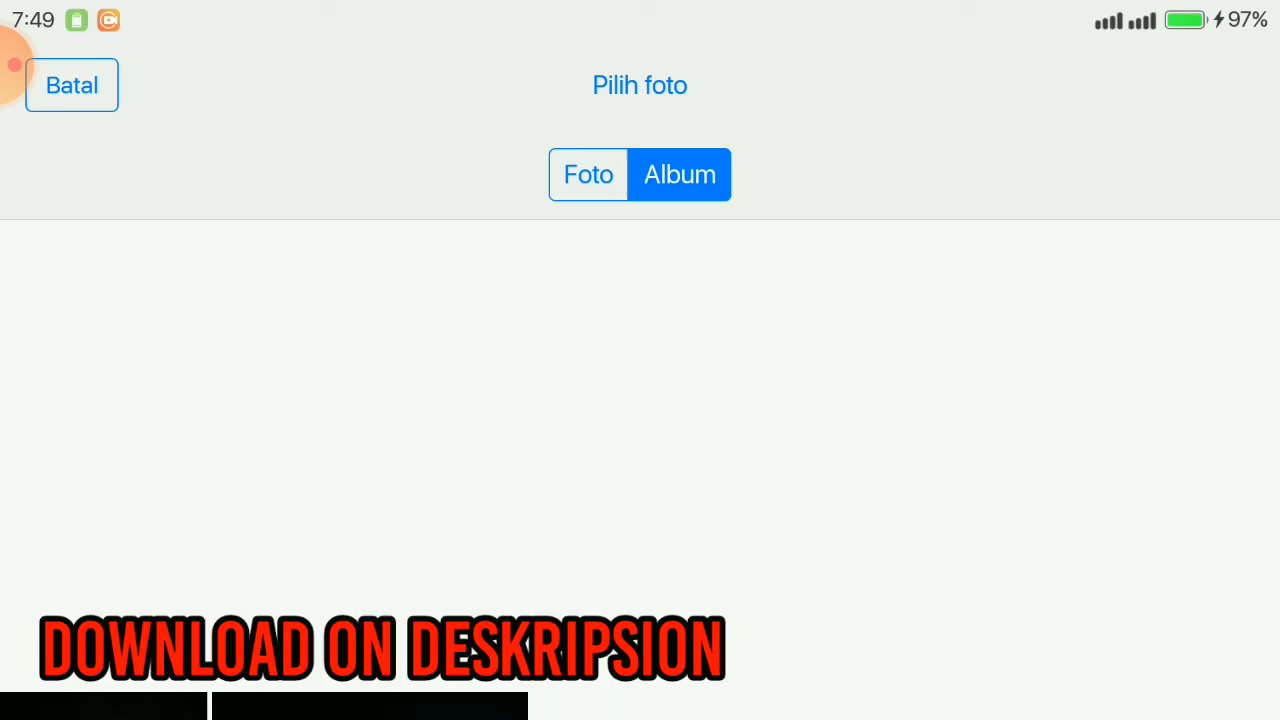 7:49
97%
Batal
Pilih foto
Foto
Album
DOWNLOAD ON DESKRIPSION